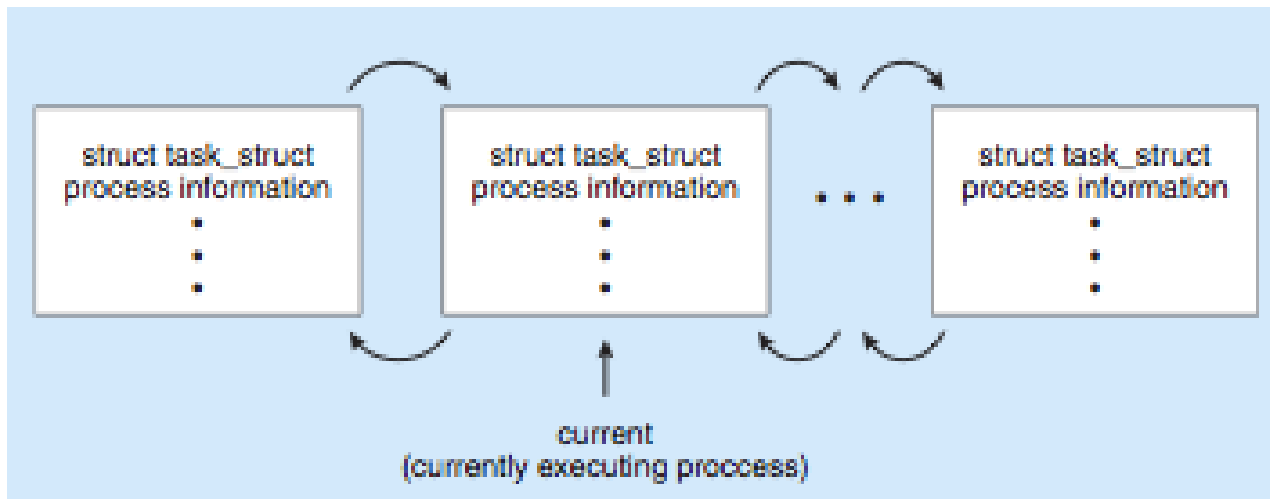 struct task_struct
process information
struct task_struct
process information
struct task_struct
process information
current
(currently executing proccess)